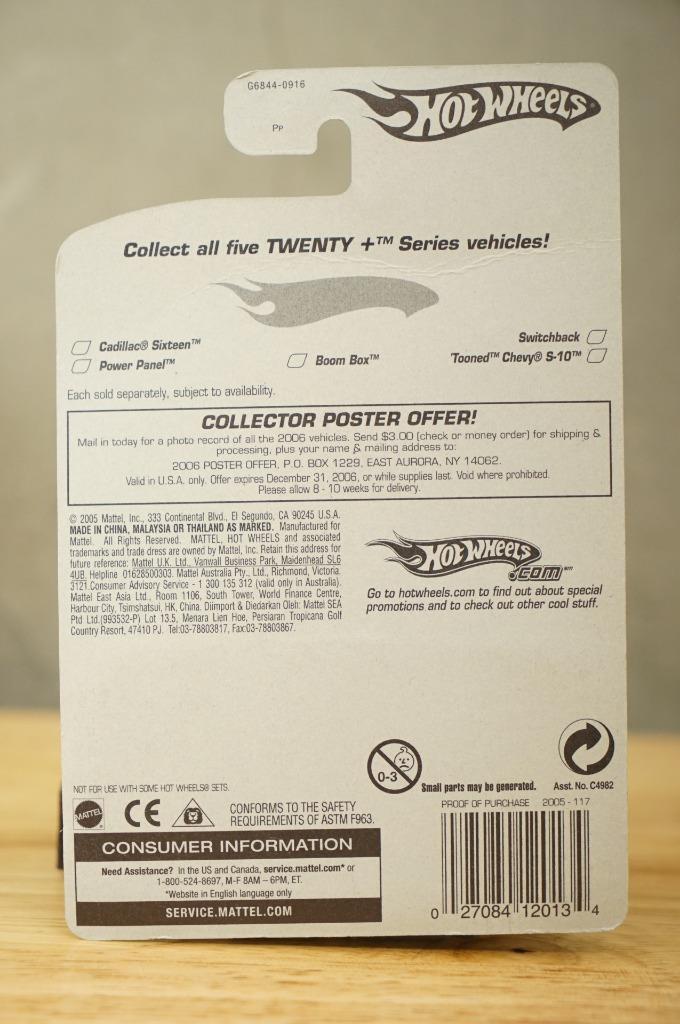 G6844-0916
Pp
HOT WHEELS
Collect all five TWENTY +™ Series vehicles!
Cadillac® Sixteen™
Power Panel™
Boom Box™
Switchback
'Tooned™ Chevy® S-10™
Each sold separately, subject to availability.
COLLECTOR POSTER OFFER!
Mail in today for a photo record of all the 2006 vehicles. Send $3.00 (check or money order) for shipping &
processing, plus your name & mailing address to:
2006 POSTER OFFER, P.O. BOX 1229, EAST AURORA, NY 14062.
Valid in U.S.A. only. Offer expires December 31, 2006, or while supplies last. Void where prohibited.
Please allow 8 - 10 weeks for delivery.
© 2005 Mattel, Inc., 333 Continental Blvd., El Segundo, CA 90245 U.S.A.
MADE IN CHINA, MALAYSIA OR THAILAND AS MARKED. Manufactured for
Mattel. All Rights Reserved. MATTEL, HOT WHEELS and associated
trademarks and trade dress are owned by Mattel, Inc. Retain this address for
future reference: Mattel U.K. Ltd., Vanwall Business Park, Maidenhead SL6
4UB. Helpline 01628500303. Mattel Australia Pty., Ltd., Richmond, Victoria.
3121.Consumer Advisory Service - 1 300 135 312 (valid only in Australia).
Mattel East Asia Ltd., Room 1106, South Tower, World Finance Centre,
Harbour City, Tsimshatsui, HK, China. Diimport & Diedarkan Oleh: Mattel SEA
Ptd Ltd.(993532-P) Lot 13.5, Menara Lien Hoe, Persiaran Tropicana Golf
Country Resort, 47410 PJ. Tel:03-78803817, Fax:03-78803867.
HOT WHEELS
.COM℠
Go to hotwheels.com to find out about special
promotions and to check out other cool stuff.
NOT FOR USE WITH SOME HOT WHEELS® SETS.
0-3
Small parts may be generated.
Asst. No. C4982
MATTEL
CE
CONFORMS TO THE SAFETY
REQUIREMENTS OF ASTM F963.
CONSUMER INFORMATION
Need Assistance? In the US and Canada, service.mattel.com* or
1-800-524-8697, M-F 8AM – 6PM, ET.
*Website in English language only
SERVICE.MATTEL.COM
PROOF OF PURCHASE 2005 - 117
0 27084 12013 4